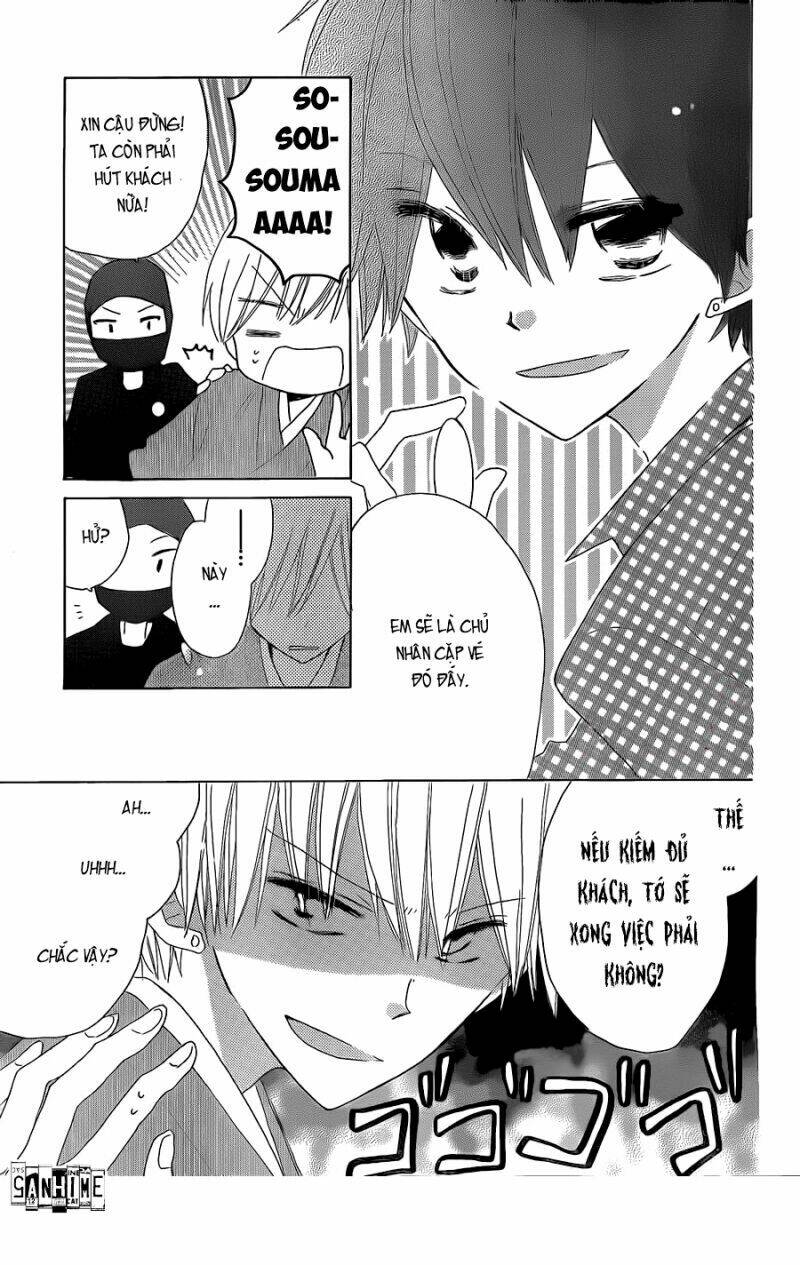 EM SẼ LÀ CHỦ
NHÂN CẶP VÉ
ĐÓ ĐẤY.
SO-
SOU-
SOUMA
AAAA!
XIN CẬU ĐỪNG!
TA CÒN PHẢI
HÚT KHÁCH
NỮA!
NÀY
...
HỬ?
THẾ
...
NẾU KIẾM ĐỦ
KHÁCH, TỚ SẼ
XONG VIỆC PHẢI
KHÔNG?
AH...
UHHH...
CHẮC VẬY?
ゴゴゴゴゴ
SANHIME